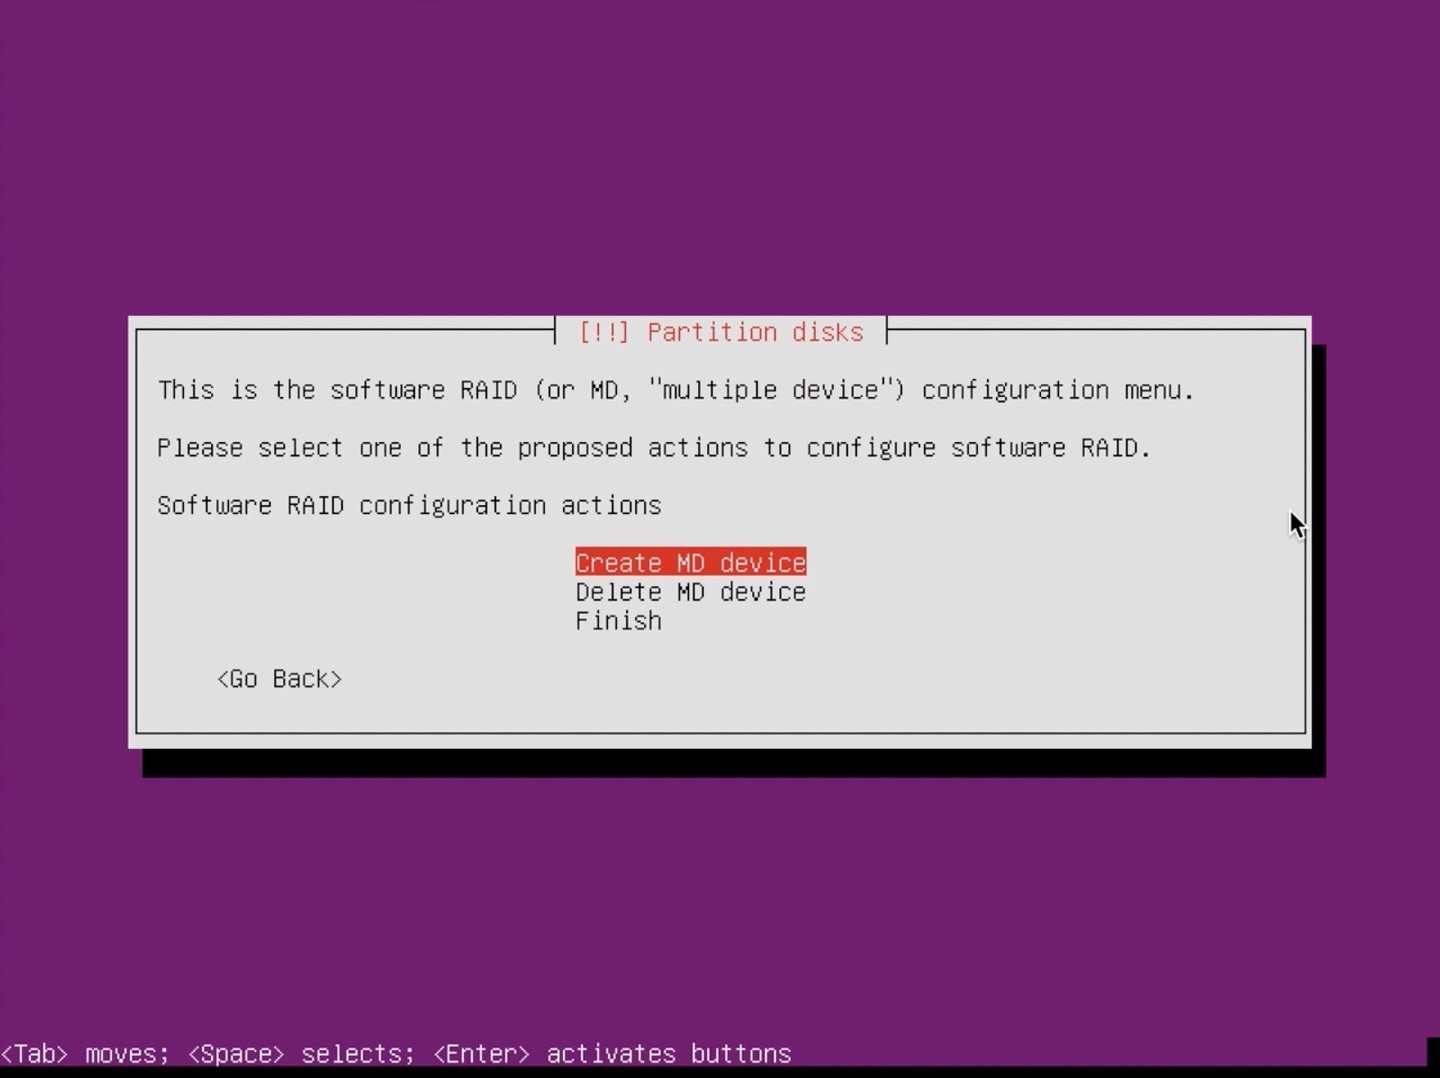 [!!] Partition disks
This is the software RAID (or MD, "multiple device") configuration menu.
Please select one of the proposed actions to configure software RAID.
Software RAID configuration actions
Create MD device
Delete MD device
Finish
<Go Back>
<Tab> moves; <Space> selects; <Enter> activates buttons